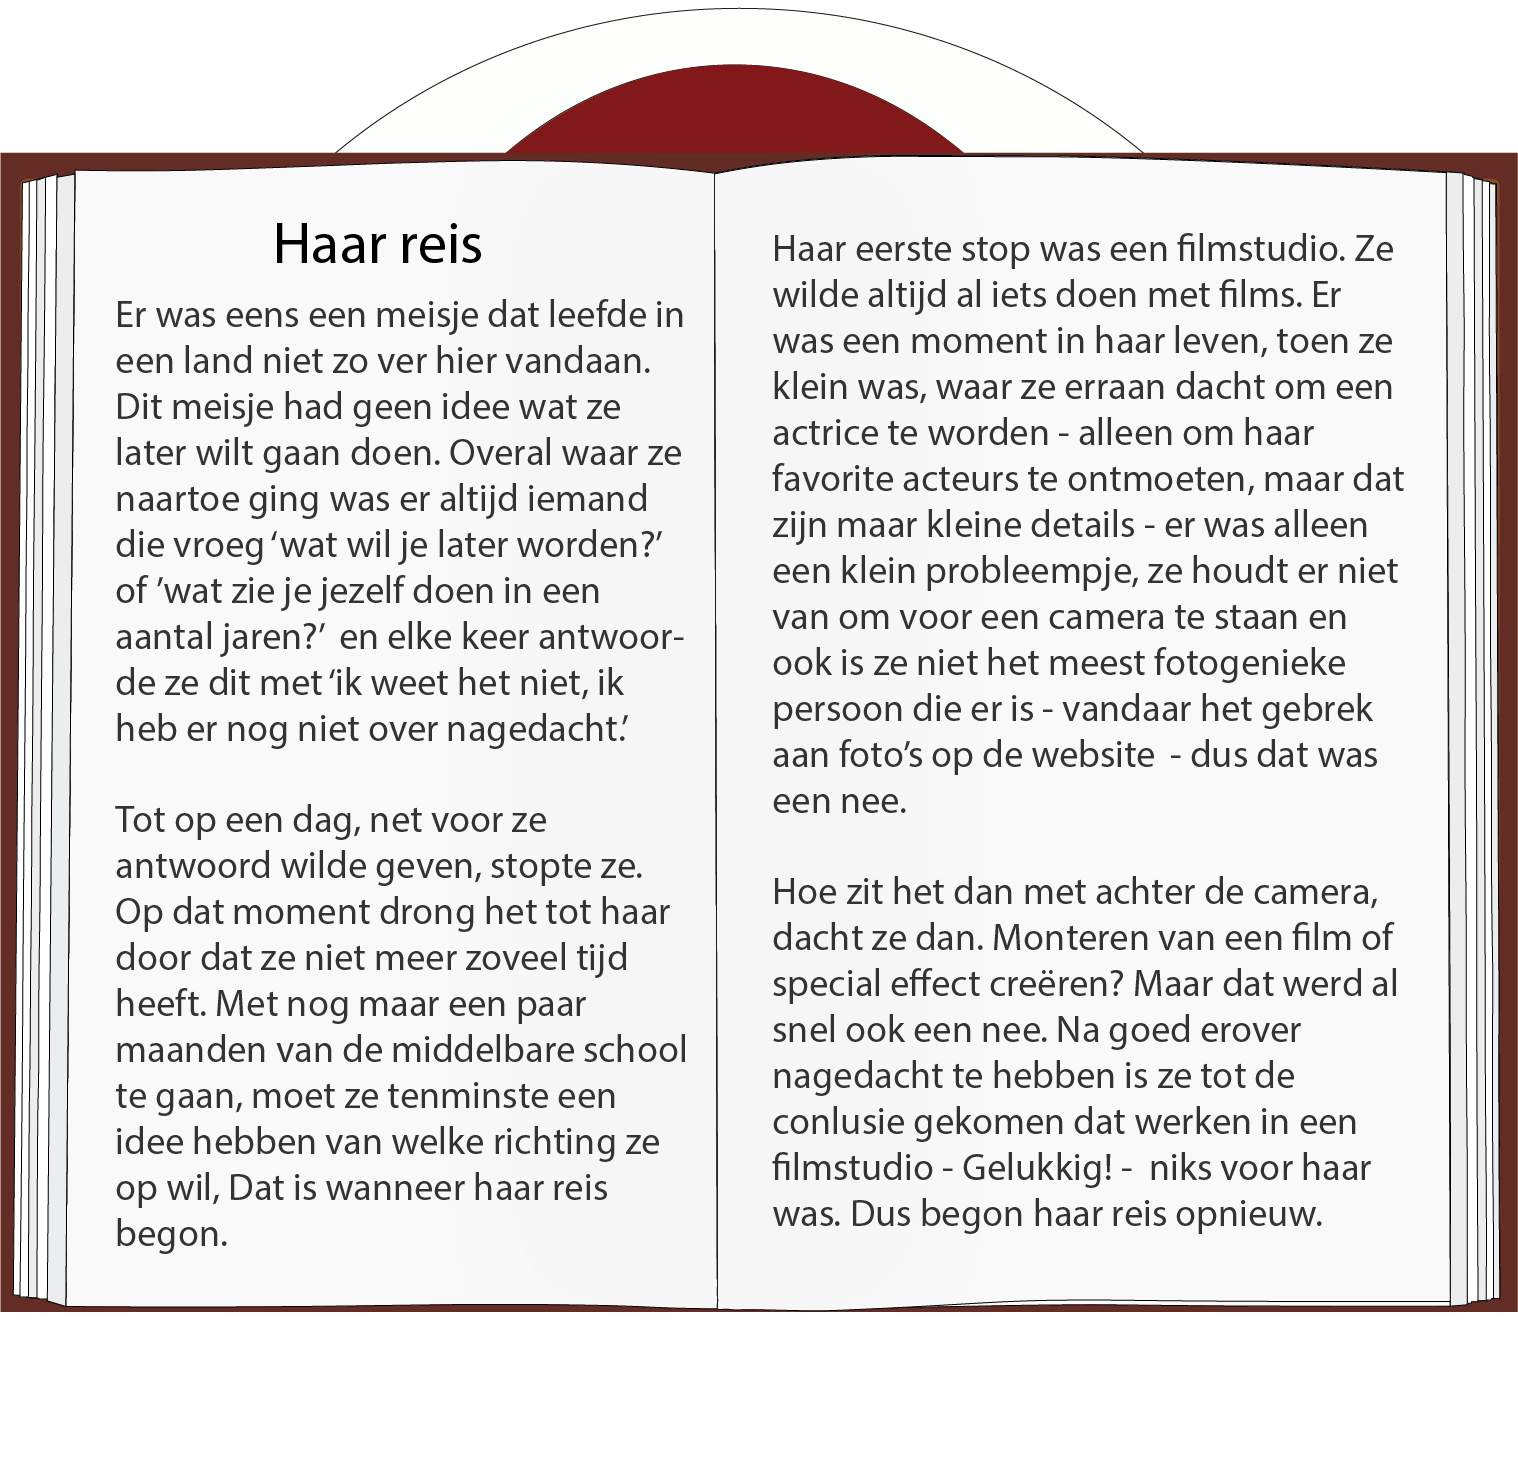 Haar reis
Er was eens een meisje dat leefde in
een land niet zo ver hier vandaan.
Dit meisje had geen idee wat ze
later wilt gaan doen. Overal waar ze
naartoe ging was er altijd iemand
die vroeg ‘wat wil je later worden?’
of ’wat zie je jezelf doen in een
aantal jaren?’ en elke keer antwoor-
de ze dit met ‘ik weet het niet, ik
heb er nog niet over nagedacht.’
Tot op een dag, net voor ze
antwoord wilde geven, stopte ze.
Op dat moment drong het tot haar
door dat ze niet meer zoveel tijd
heeft. Met nog maar een paar
maanden van de middelbare school
te gaan, moet ze tenminste een
idee hebben van welke richting ze
op wil, Dat is wanneer haar reis
begon.
Haar eerste stop was een filmstudio. Ze
wilde altijd al iets doen met films. Er
was een moment in haar leven, toen ze
klein was, waar ze erraan dacht om een
actrice te worden - alleen om haar
favorite acteurs te ontmoeten, maar dat
zijn maar kleine details - er was alleen
een klein probleempje, ze houdt er niet
van om voor een camera te staan en
ook is ze niet het meest fotogenieke
persoon die er is - vandaar het gebrek
aan foto’s op de website - dus dat was
een nee.
Hoe zit het dan met achter de camera,
dacht ze dan. Monteren van een film of
special effect creëren? Maar dat werd al
snel ook een nee. Na goed erover
nagedacht te hebben is ze tot de
conlusie gekomen dat werken in een
filmstudio - Gelukkig! - niks voor haar
was. Dus begon haar reis opnieuw.